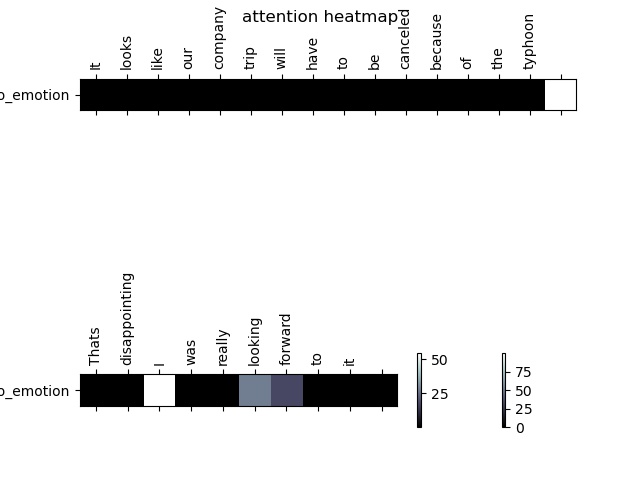 attention heatmap
It looks like our company trip will have to be canceled because of the typhoon
o_emotion
Thats disappointing I was really looking forward to it
o_emotion
50
25
75
50
25
0